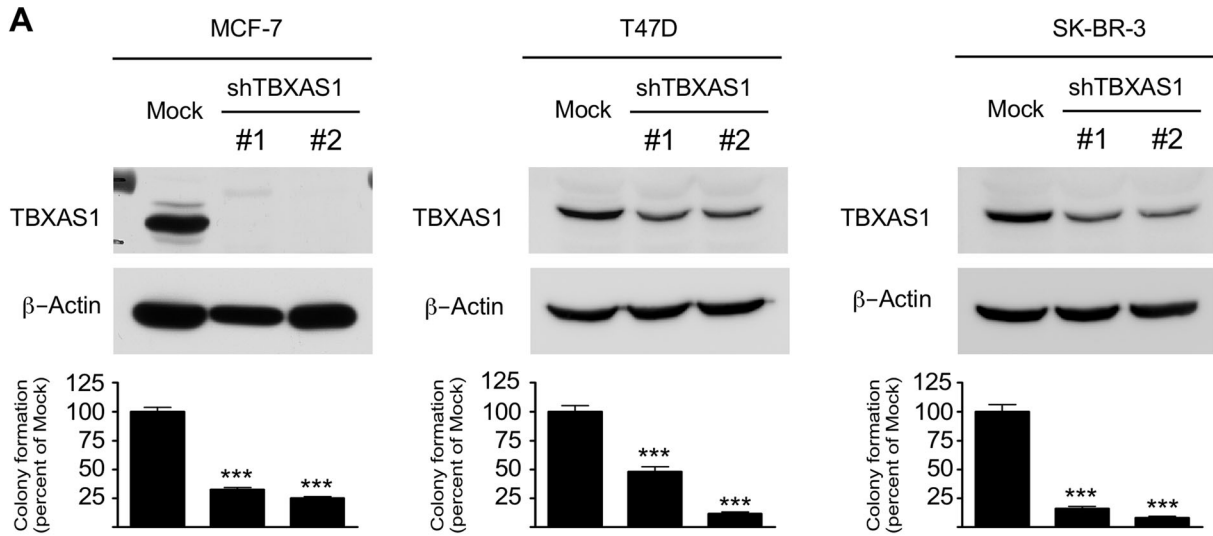 A
MCF-7
T47D
SK-BR-3
Mock
shTBXAS1
#1 #2
Mock
shTBXAS1
#1 #2
Mock
shTBXAS1
#1 #2
TBXAS1
TBXAS1
TBXAS1
β-Actin
β-Actin
β-Actin
Colony formation
(percent of Mock)
125
100
75
50
25
***
***
Colony formation
(percent of Mock)
125
100
75
50
25
***
***
Colony formation
(percent of Mock)
125
100
75
50
25
***
***